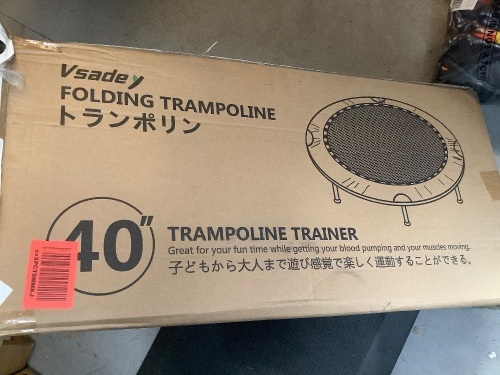 Vsadey
FOLDING TRAMPOLINE
トランポリン
40"
TRAMPOLINE TRAINER
Great for your fun time while getting your blood pumping and your muscles moving.
子どもから大人まで遊び感覚で楽しく運動することができる。